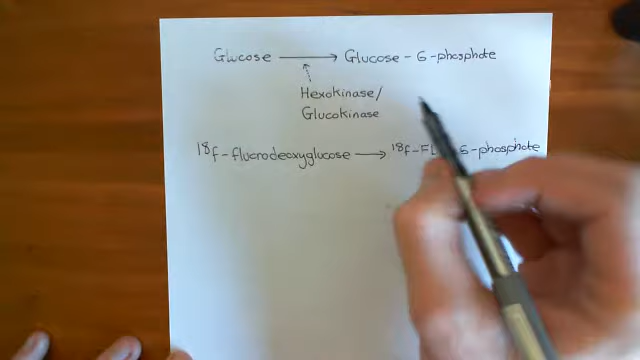 Glucose → Glucose - 6 - phosphate
Hexokinase/
Glucokinase
18f - fluorodeoxyglucose → 18f - 6 - phosphate